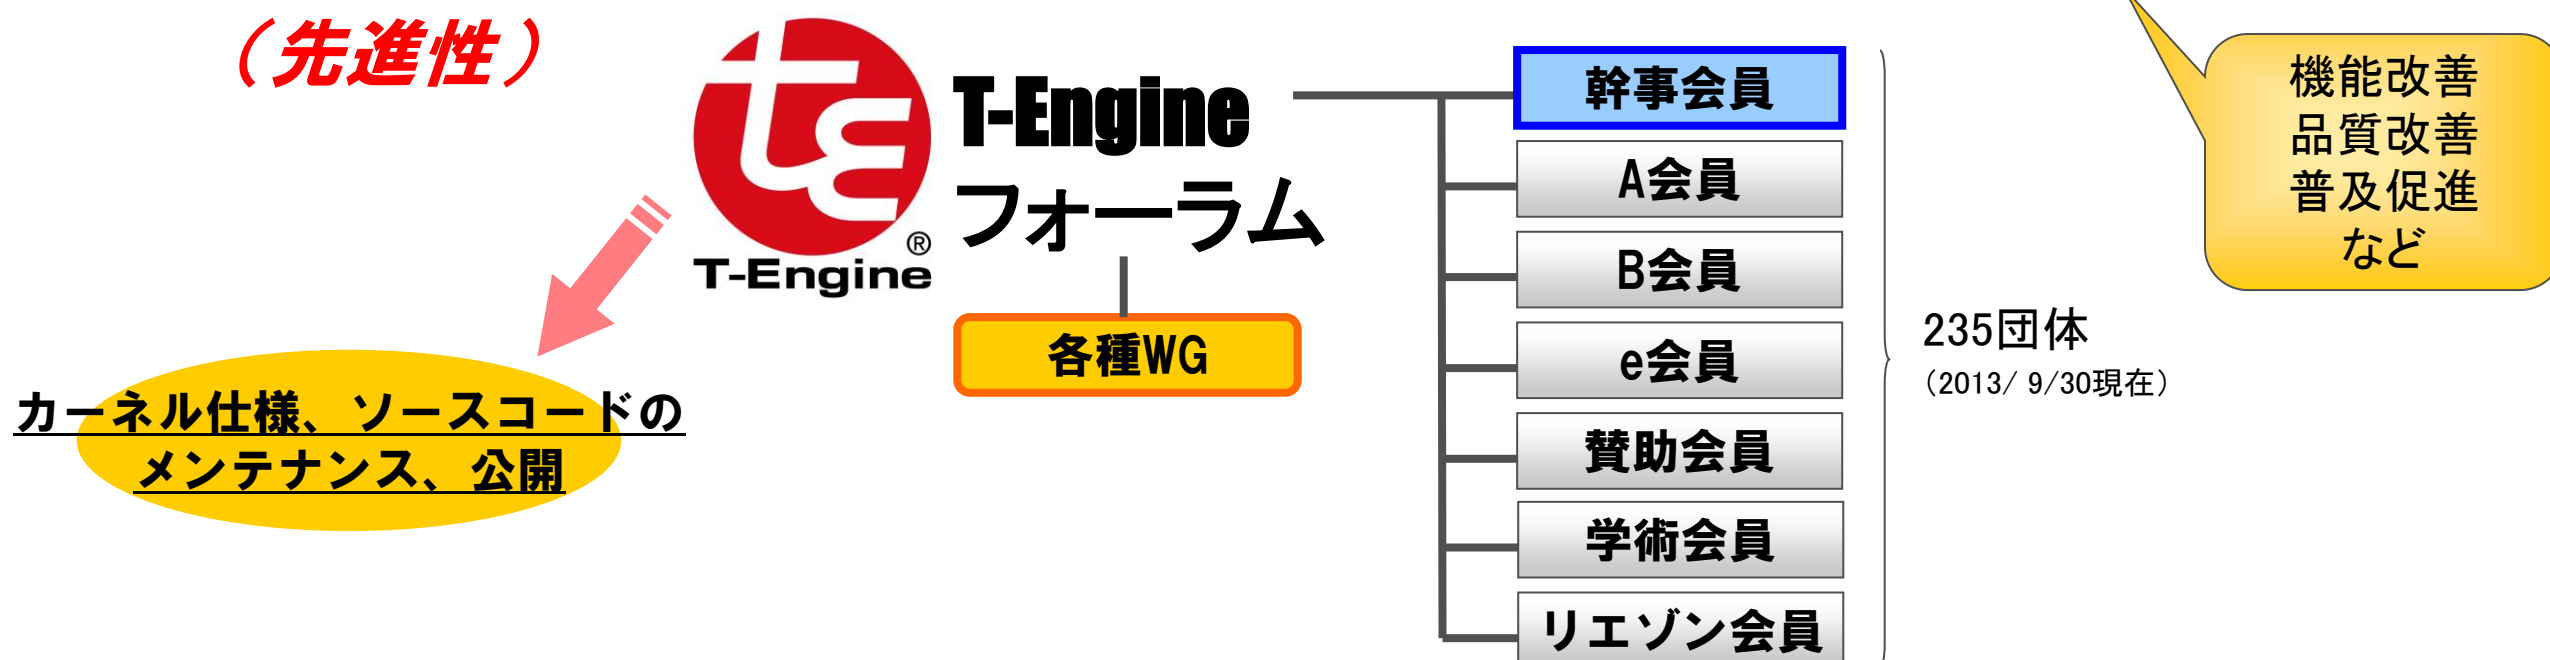 （先進性）
te
®
T-Engine
T-Engine
フォーラム
各種WG
カーネル仕様、ソースコードの
メンテナンス、公開
幹事会員
A会員
B会員
e会員
賛助会員
学術会員
リエゾン会員
235団体
（2013/ 9/30現在）
機能改善
品質改善
普及促進
など